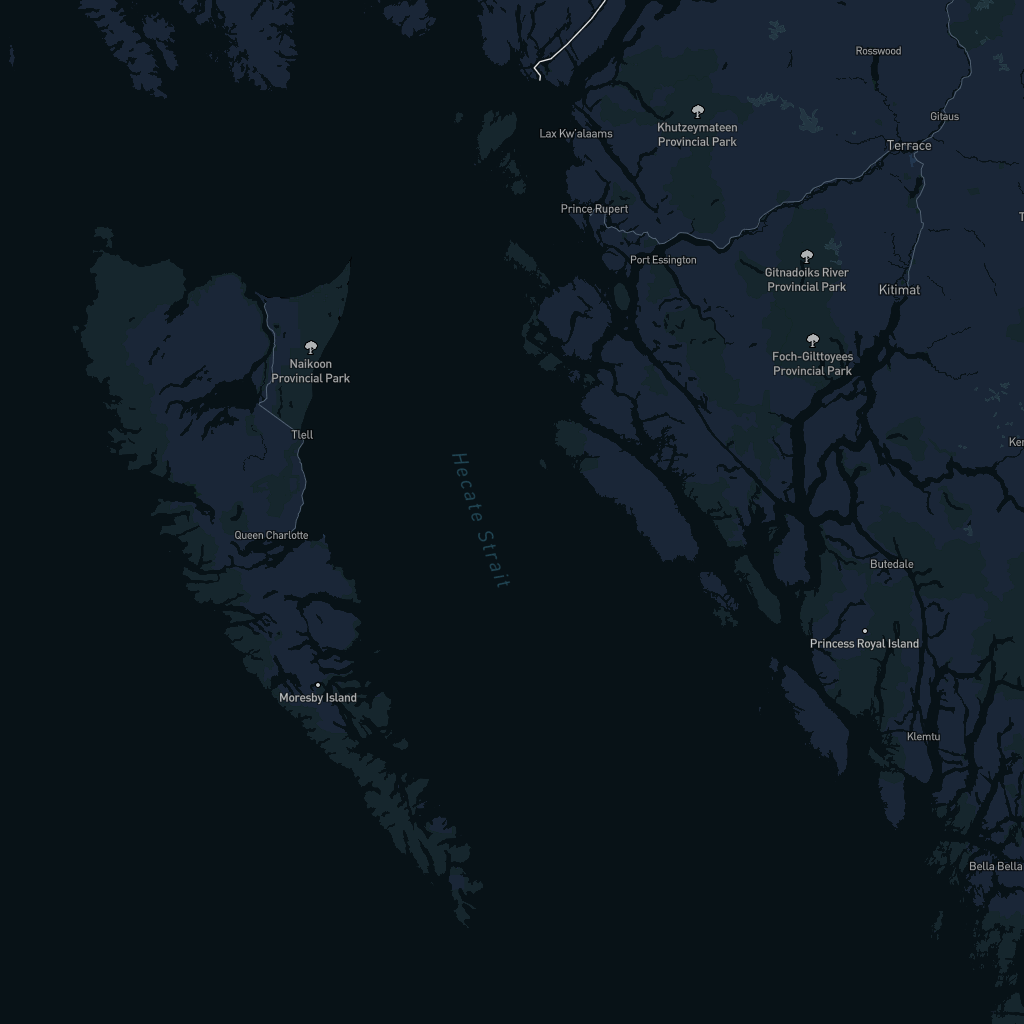 Rosswood
Gitaus
Khutzeymateen
Provincial Park
Lax Kw'alaams
Terrace
Prince Rupert
Port Essington
Gitnadoiks River
Provincial Park
Kitimat
Naikoon
Provincial Park
Foch-Gilttoyees
Provincial Park
Tlell
Hecate Strait
Queen Charlotte
Butedale
Princess Royal Island
Moresby Island
Klemtu
Bella Bella